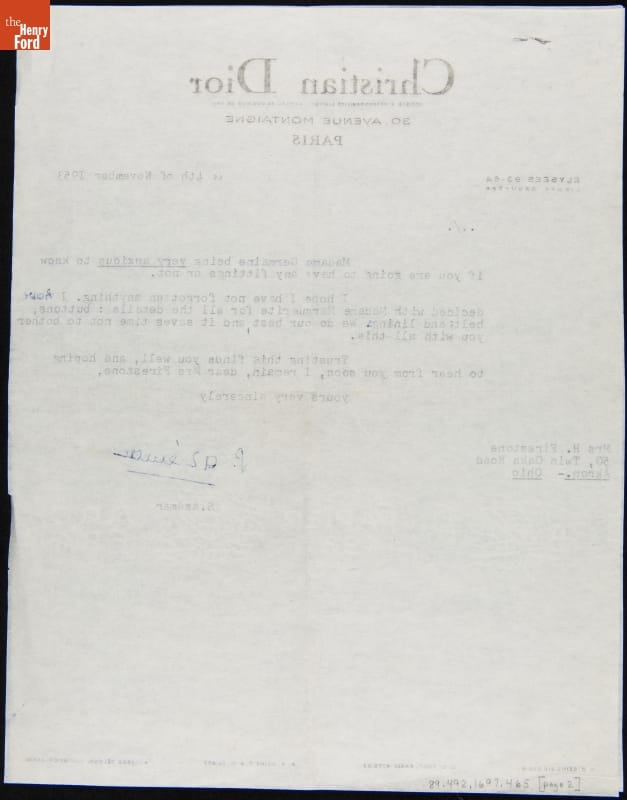 the
Henry
Ford
Christian Dior
30, AVENUE MONTAIGNE
PARIS
ELYSÉES 93-64
4th of November 1953
./..
Madame Germaine being very anxious to know
if you are going to have any fittings or not.
I hope I have not forgotten anything. I have
decided with Madame Marguerite for all the details : buttons,
belt and lining. We do our best and it saves time not to bother
you with all this.
Trusting this finds you well, and hoping
to hear from you soon, I remain, dear Mrs Firestone,
yours very sincerely
Mrs H. Firestone
50, Twin Oaks Road
Akron.- Ohio
89.492.1697.465 [page 2]